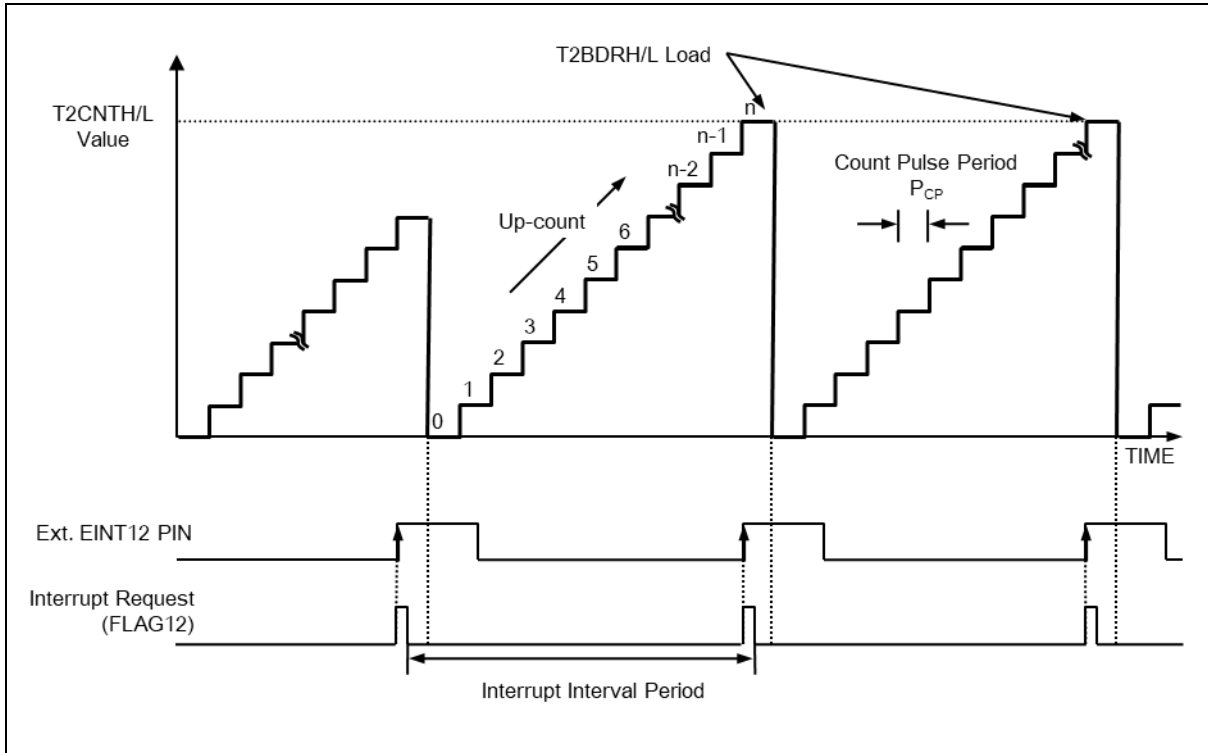 T2BDRH/L Load
T2CNTH/L
Value
n
n-1
n-2
Count Pulse Period
PCP
Up-count
6
5
4
3
2
1
0
TIME
Ext. EINT12 PIN
Interrupt Request
(FLAG12)
Interrupt Interval Period